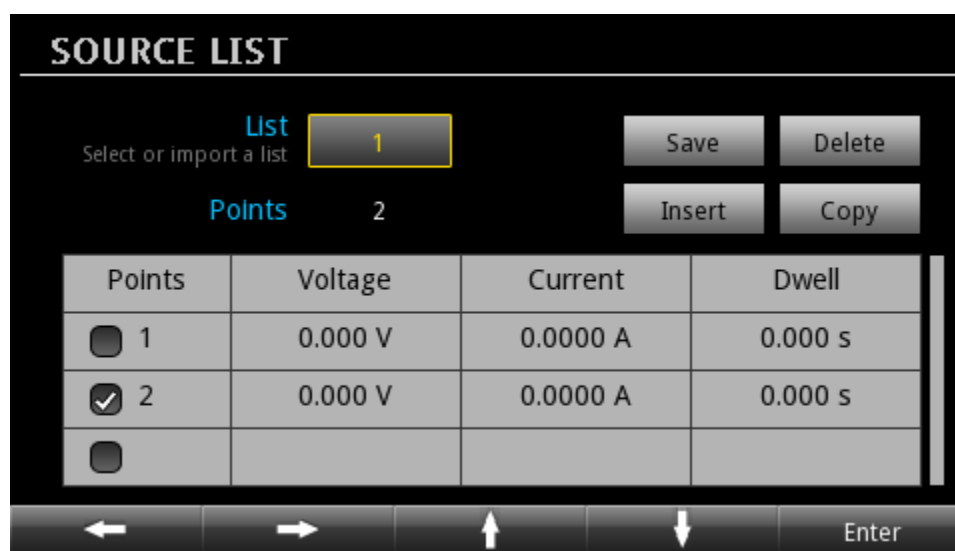 SOURCE LIST
List 1 Save Delete
Select or import a list
Points 2 Insert Copy
Points Voltage Current Dwell
1 0.000 V 0.0000 A 0.000 s
2 0.000 V 0.0000 A 0.000 s
Enter